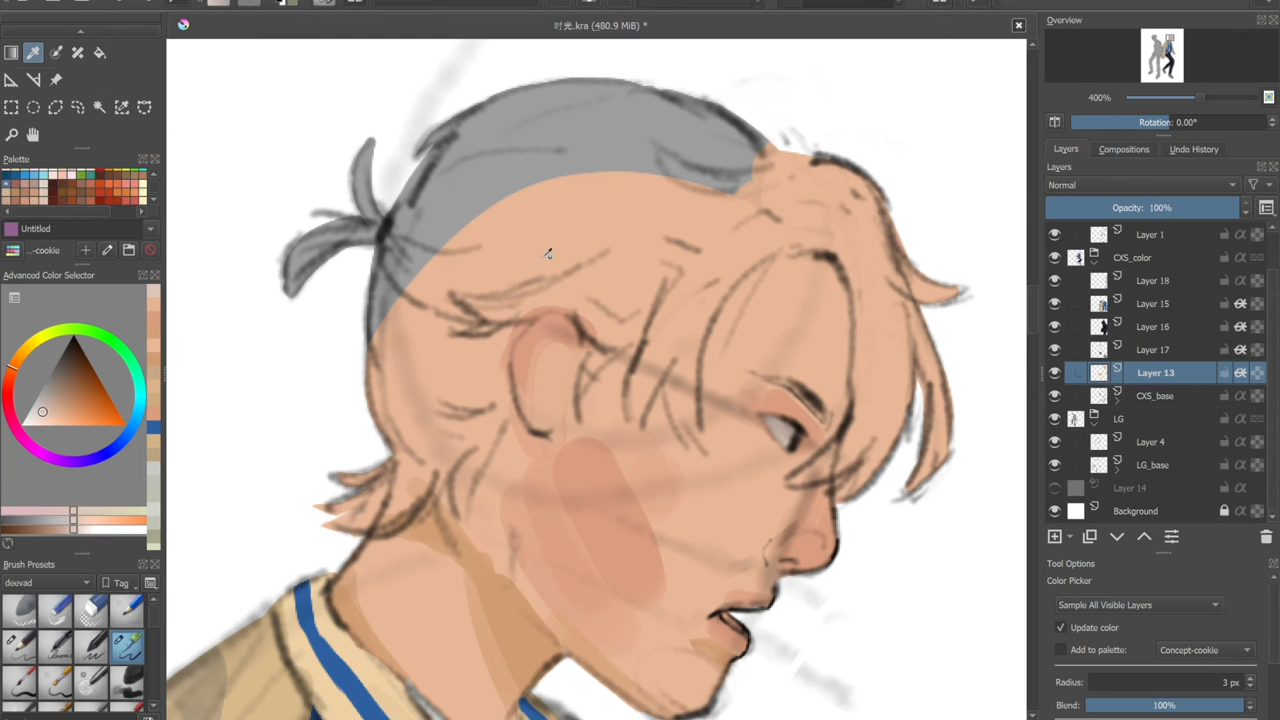 时光.kra (480.9 MiB) *
Overview
400%
Rotation: 0.00°
Layers
Compositions
Undo History
Layers
Normal
Opacity: 100%
Layer 1
CXS_color
Layer 18
Layer 15
Layer 16
Layer 17
Layer 13
CXS_base
LG
Layer 4
LG_base
Layer 14
Background
Tool Options
Color Picker
Sample All Visible Layers
Update color
Add to palette:
Concept-cookie
Radius:
3 px
Blend:
100%
Palette
Untitled
...-cookie
Advanced Color Selector
Brush Presets
deevad
Tag